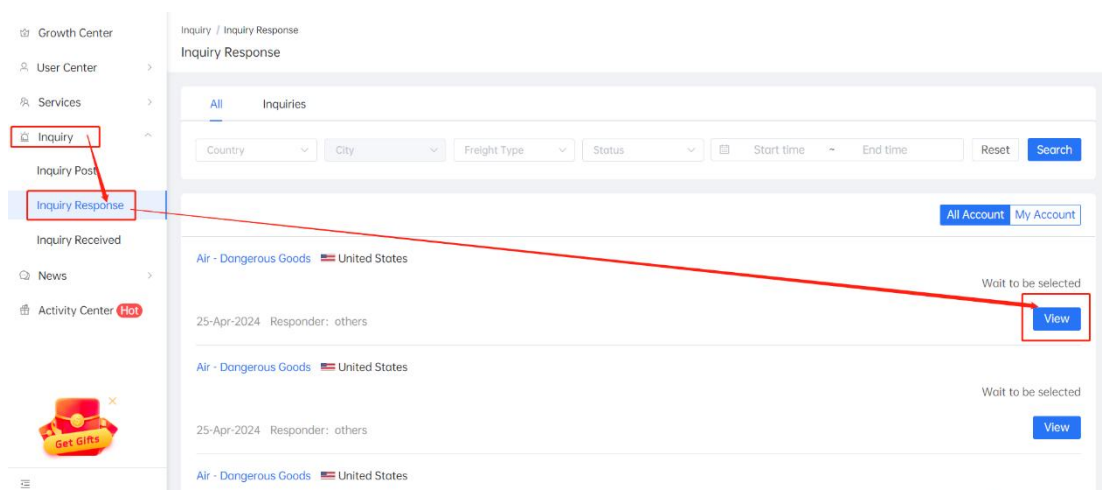 Growth Center
User Center
Services
Inquiry
Inquiry Post
Inquiry Response
Inquiry Received
News
Activity Center Hot
Get Gifts
Inquiry / Inquiry Response
Inquiry Response
All Inquiries
Country City Freight Type Status Start time ~ End time Reset Search
All Account My Account
Air - Dangerous Goods United States
Wait to be selected
25-Apr-2024 Responder: others View
Air - Dangerous Goods United States
Wait to be selected
25-Apr-2024 Responder: others View
Air - Dangerous Goods United States